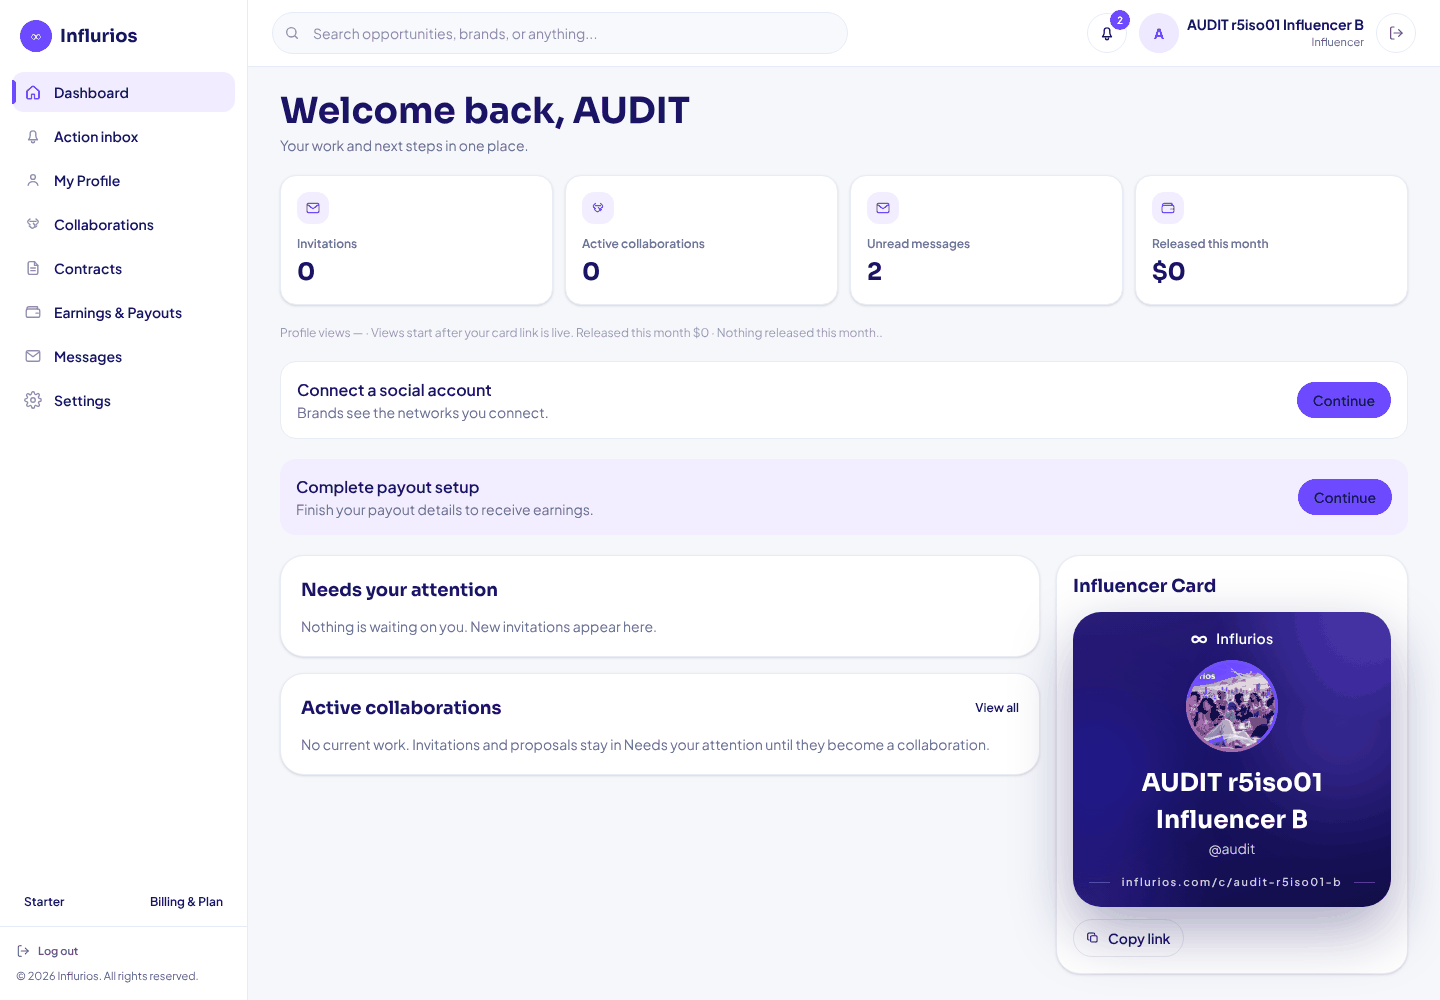 Influrios
Dashboard
Action inbox
My Profile
Collaborations
Contracts
Earnings & Payouts
Messages
Settings
Starter
Billing & Plan
Log out
© 2026 Influrios. All rights reserved.
Search opportunities, brands, or anything...
2
A
AUDIT r5iso01 Influencer B
Influencer
Welcome back, AUDIT
Your work and next steps in one place.
Invitations
0
Active collaborations
0
Unread messages
2
Released this month
$0
Profile views — · Views start after your card link is live. Released this month $0 · Nothing released this month..
Connect a social account
Brands see the networks you connect.
Continue
Complete payout setup
Finish your payout details to receive earnings.
Continue
Needs your attention
Nothing is waiting on you. New invitations appear here.
Active collaborations
View all
No current work. Invitations and proposals stay in Needs your attention until they become a collaboration.
Influencer Card
Influrios
rios
AUDIT r5iso01
Influencer B
@audit
influrios.com/c/audit-r5iso01-b
Copy link